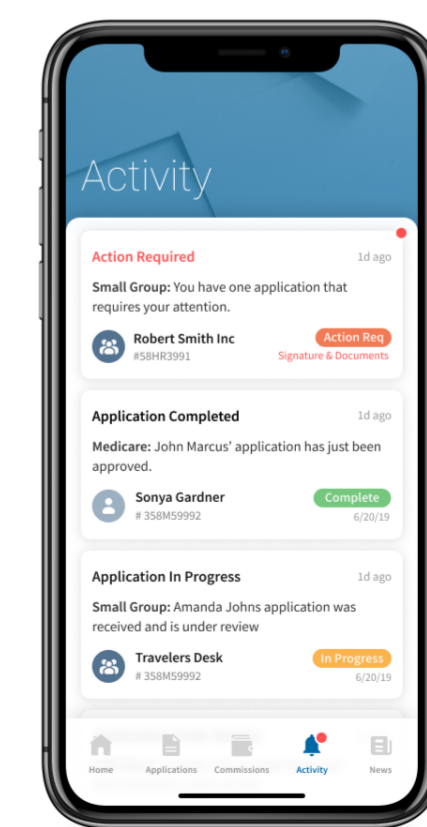 Activity
Action Required 1d ago
Small Group: You have one application that
requires your attention.
Robert Smith Inc Action Req
#58HR3991 Signature & Documents
Application Completed 1d ago
Medicare: John Marcus' application has just been
approved.
Sonya Gardner Complete
# 358M59992 6/20/19
Application In Progress 1d ago
Small Group: Amanda Johns application was
received and is under review
Travelers Desk In Progress
# 358M59992 6/20/19
Home Applications Commissions Activity News